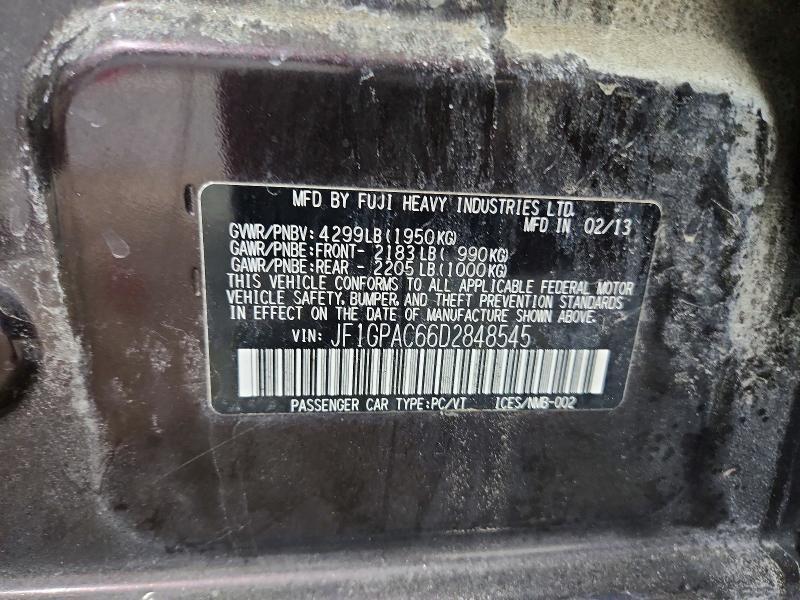 MFD BY FUJI HEAVY INDUSTRIES LTD.
MFD IN 02/13
GVWR/PNBV: 4299LB (1950KG)
GAWR/PNBE: FRONT- 2183LB ( 990KG)
GAWR/PNBE: REAR - 2205LB (1000KG)
THIS VEHICLE CONFORMS TO ALL APPLICABLE FEDERAL MOTOR
VEHICLE SAFETY, BUMPER, AND THEFT PREVENTION STANDARDS
IN EFFECT ON THE DATE OF MANUFACTURE SHOWN ABOVE.
VIN: JF1GPAC66D2848545
PASSENGER CAR TYPE:PC/VT ICES/NMB-002